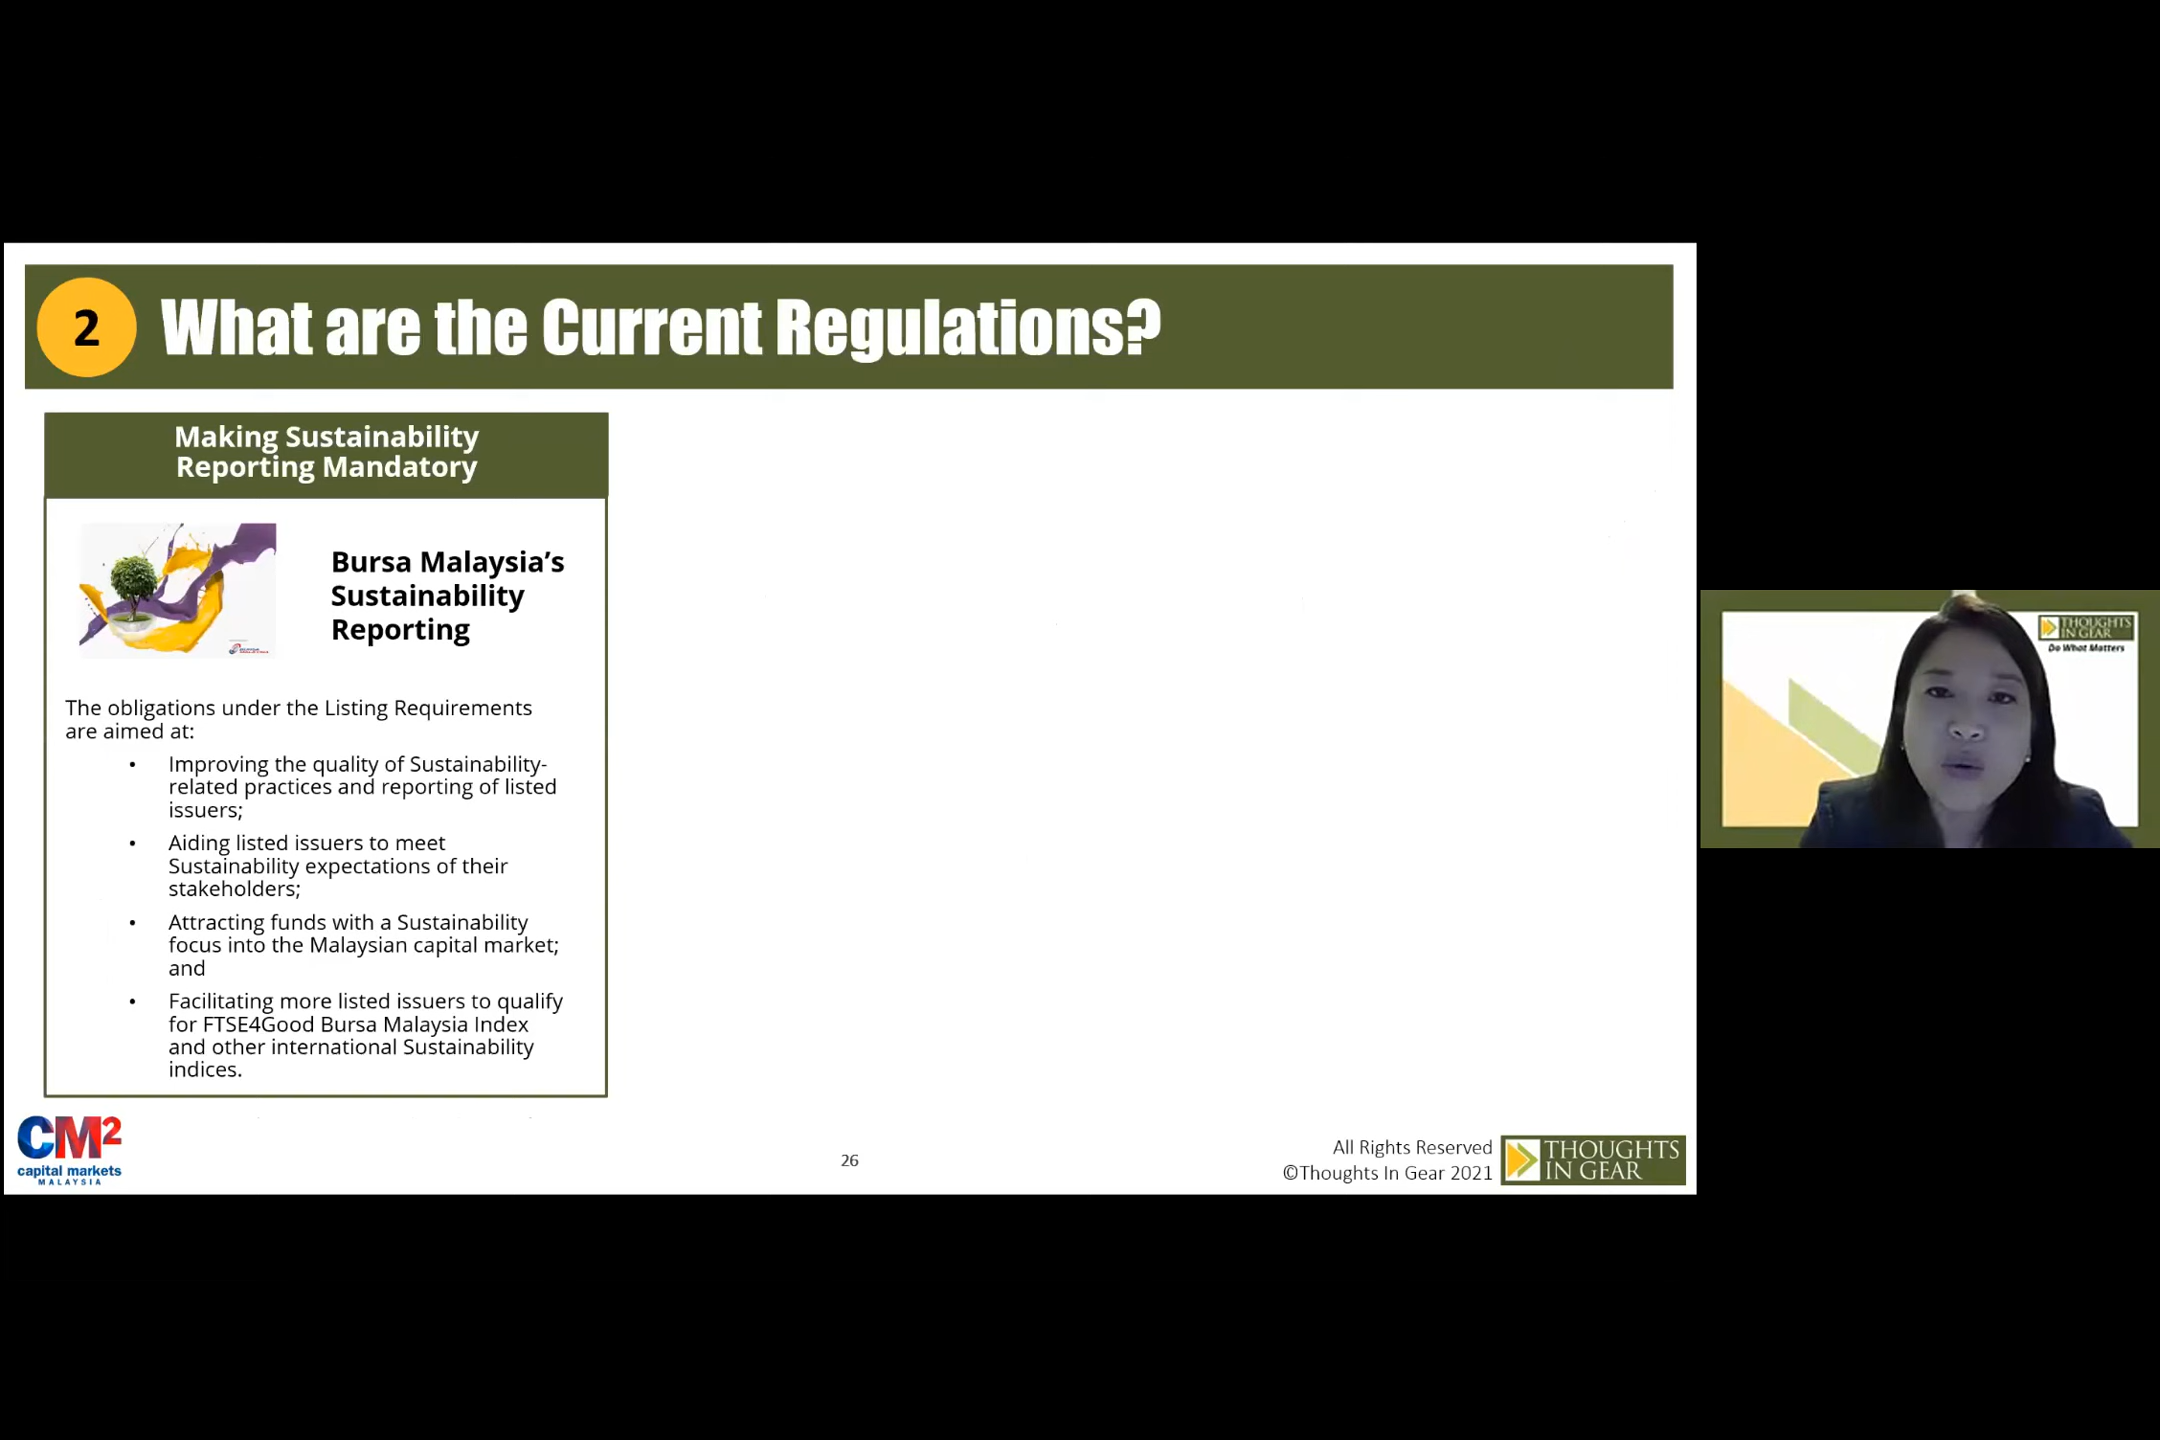 2
What are the Current Regulations?
Making Sustainability
Reporting Mandatory
Bursa Malaysia’s
Sustainability
Reporting
The obligations under the Listing Requirements
are aimed at:
• Improving the quality of Sustainability-
related practices and reporting of listed
issuers;
• Aiding listed issuers to meet
Sustainability expectations of their
stakeholders;
• Attracting funds with a Sustainability
focus into the Malaysian capital market;
and
• Facilitating more listed issuers to qualify
for FTSE4Good Bursa Malaysia Index
and other international Sustainability
indices.
CM2
capital markets
MALAYSIA
26
All Rights Reserved
©Thoughts In Gear 2021
THOUGHTS
IN GEAR
THOUGHTS
IN GEAR
Do What Matters